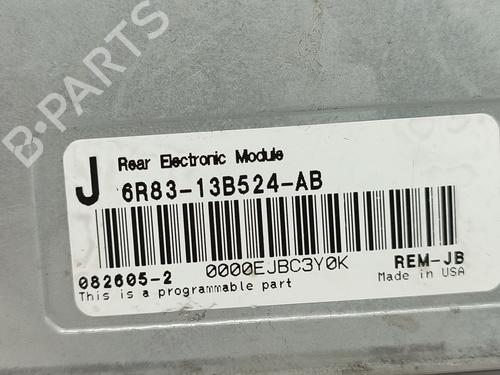 B-PARTS
J
Rear Electronic Module
6R83-13B524-AB
0000EJBC3Y0K
082605-2
REM-JB
This is a programmable part
Made in USA